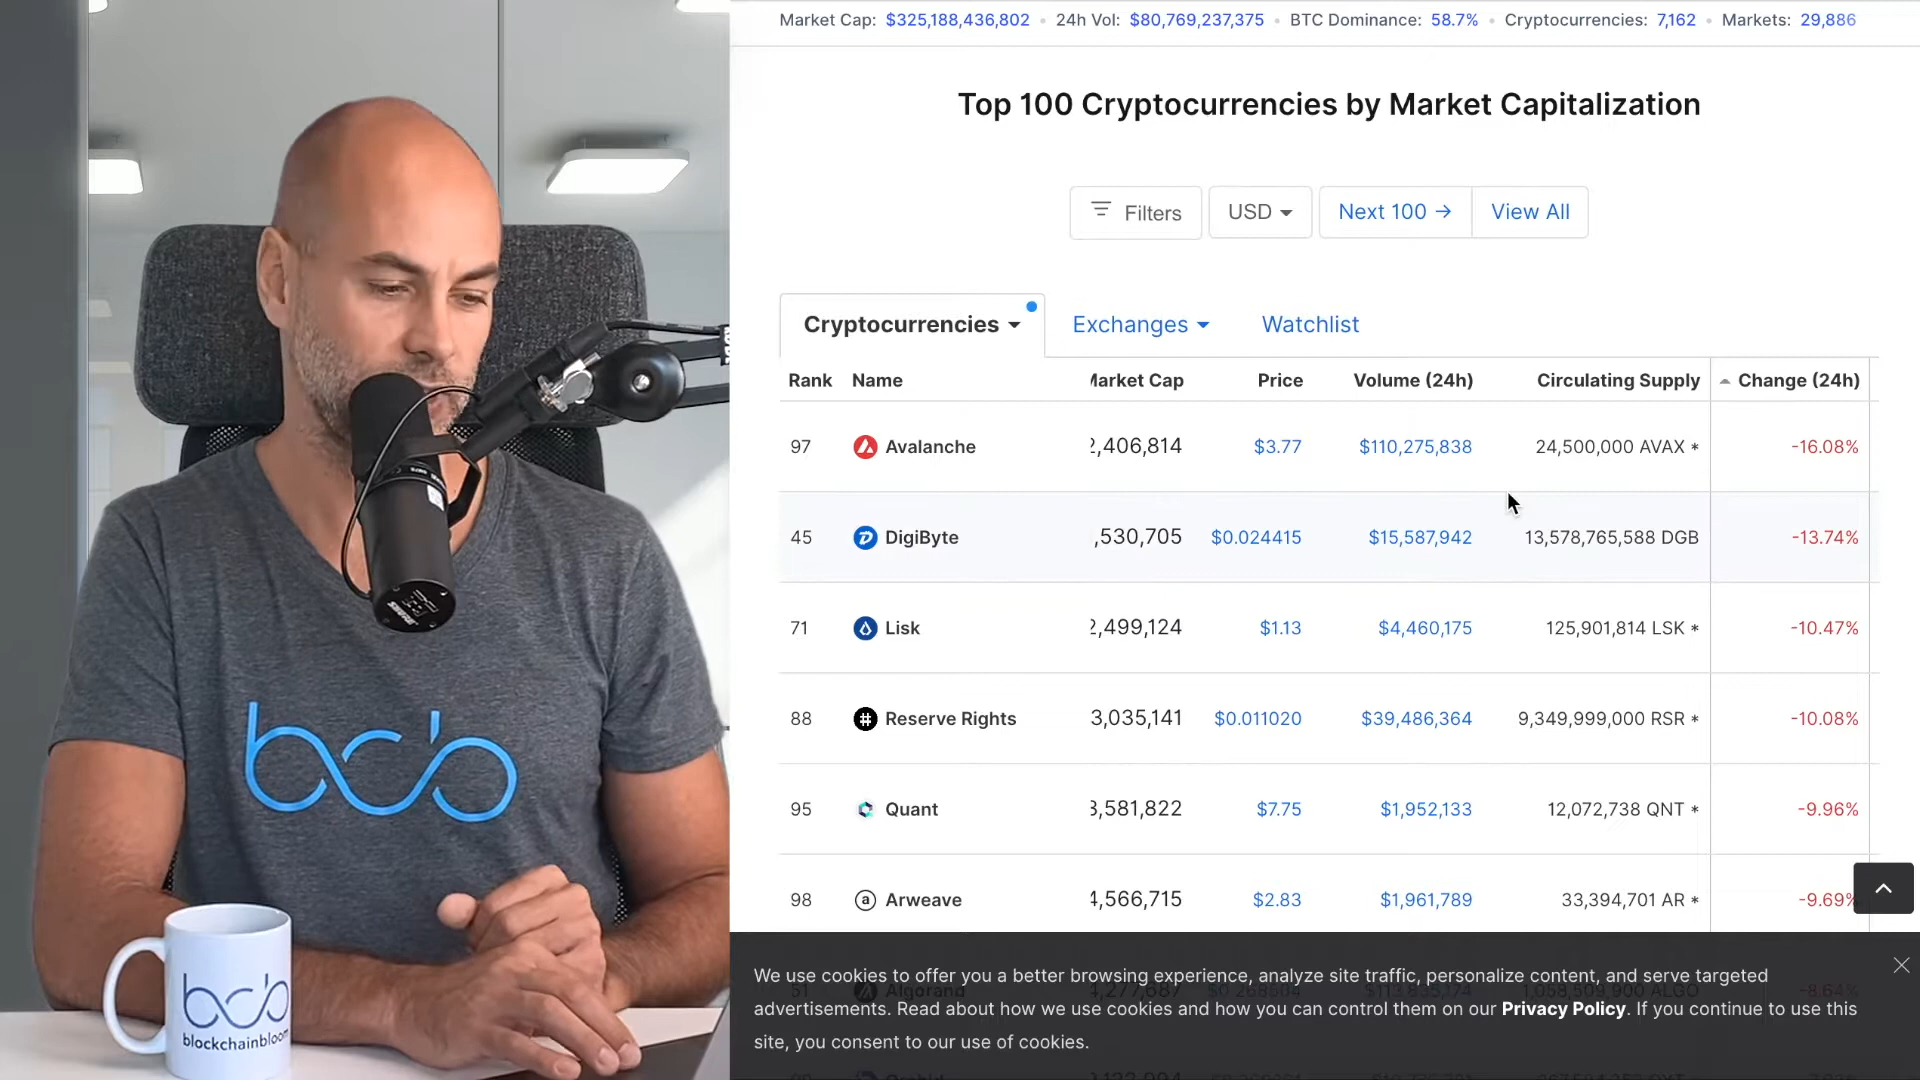 Market Cap: $325,188,436,802 • 24h Vol: $80,769,237,375 • BTC Dominance: 58.7% • Cryptocurrencies: 7,162 • Markets: 29,886
Top 100 Cryptocurrencies by Market Capitalization
Filters USD Next 100 → View All
Cryptocurrencies Exchanges Watchlist
Rank Name Market Cap Price Volume (24h) Circulating Supply Change (24h)
97 Avalanche 2,406,814 $3.77 $110,275,838 24,500,000 AVAX * -16.08%
45 DigiByte ,530,705 $0.024415 $15,587,942 13,578,765,588 DGB -13.74%
71 Lisk 2,499,124 $1.13 $4,460,175 125,901,814 LSK * -10.47%
88 Reserve Rights 3,035,141 $0.011020 $39,486,364 9,349,999,000 RSR * -10.08%
95 Quant 3,581,822 $7.75 $1,952,133 12,072,738 QNT * -9.96%
98 Arweave 4,566,715 $2.83 $1,961,789 33,394,701 AR * -9.69%
We use cookies to offer you a better browsing experience, analyze site traffic, personalize content, and serve targeted
51 Algorand
advertisements. Read about how we use cookies and how you can control them on our Privacy Policy. If you continue to use this
site, you consent to our use of cookies.
SHURE
bcb
bcb
blockchainbloom